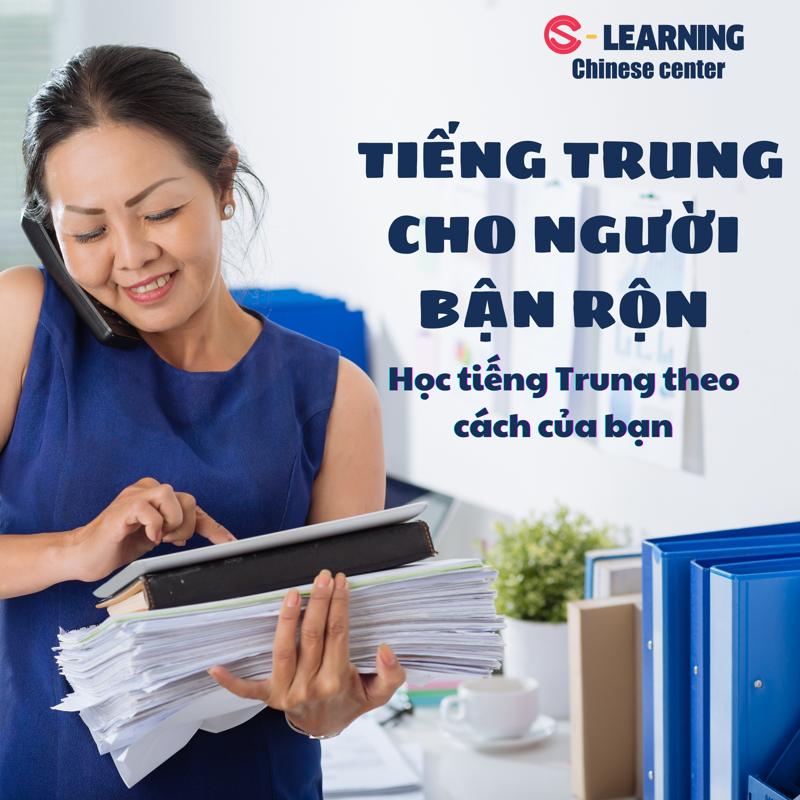 S - LEARNING
Chinese center
TIẾNG TRUNG
CHO NGƯỜI
BẬN RỘN
Học tiếng Trung theo
cách của bạn